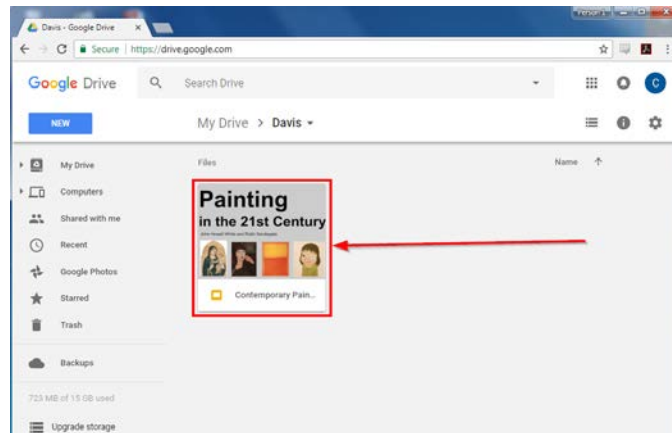 Person 1
Davis - Google Drive
Secure | https://drive.google.com
Google Drive
Search Drive
C
NEW
My Drive > Davis
My Drive
Files
Name
Computers
Shared with me
Recent
Google Photos
Starred
Trash
Backups
723 MB of 15 GB used
Upgrade storage
Painting
in the 21st Century
Contemporary Pain...